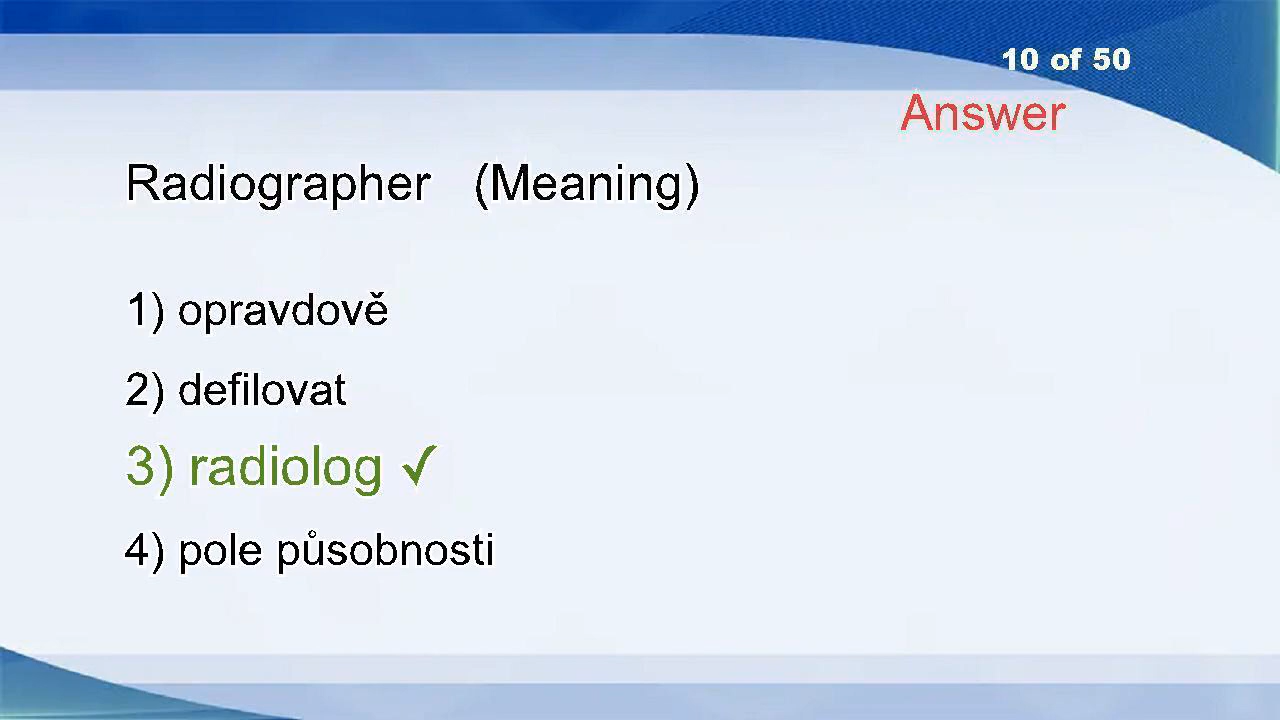 10 of 50
Answer
Radiographer (Meaning)
1) opravdově
2) defilovat
3) radiolog ✓
4) pole působnosti